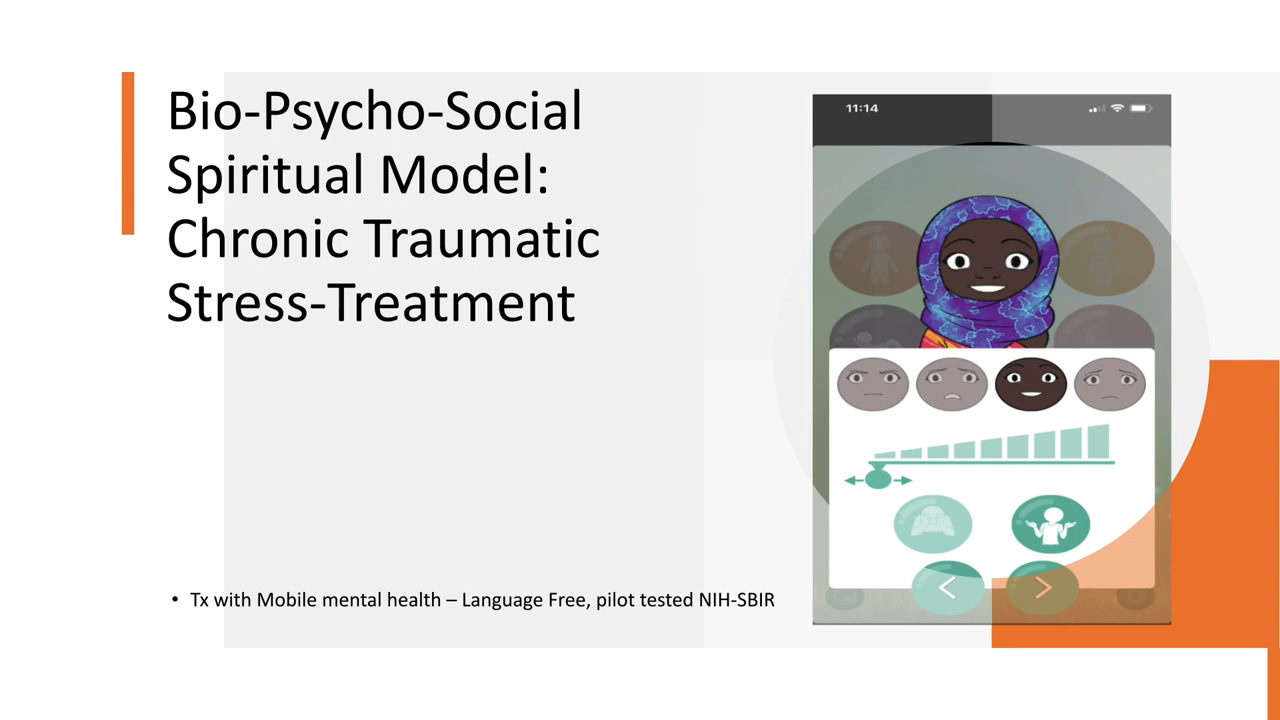 Bio-Psycho-Social
Spiritual Model:
Chronic Traumatic
Stress-Treatment
11:14
• Tx with Mobile mental health – Language Free, pilot tested NIH-SBIR